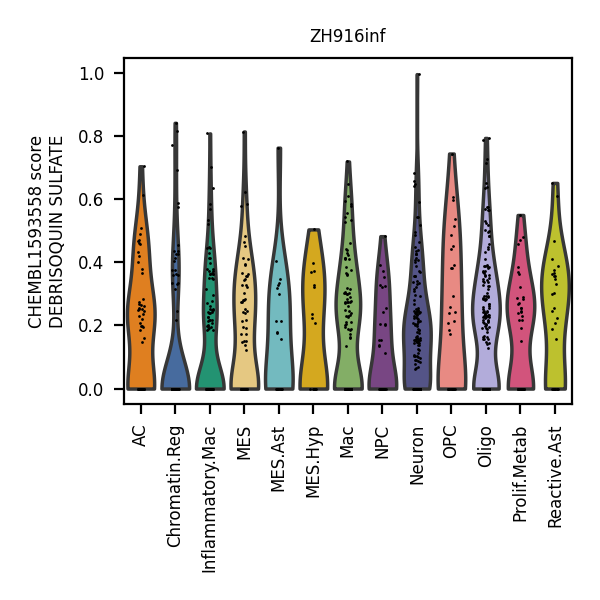 ZH916inf
CHEMBL1593558 score
DEBRISOQUIN SULFATE
1.0
0.8
0.6
0.4
0.2
0.0
AC
Chromatin.Reg
Inflammatory.Mac
MES
MES.Ast
MES.Hyp
Mac
NPC
Neuron
OPC
Oligo
Prolif.Metab
Reactive.Ast